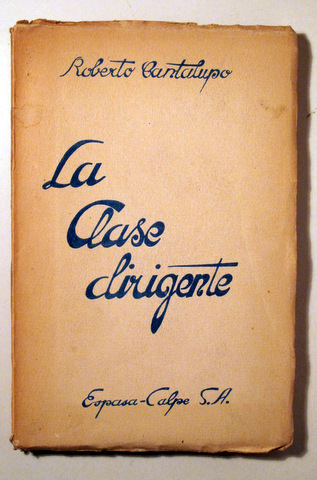 Roberto Cantalupo
La
Clase
dirigente
Espasa-Calpe S.A.